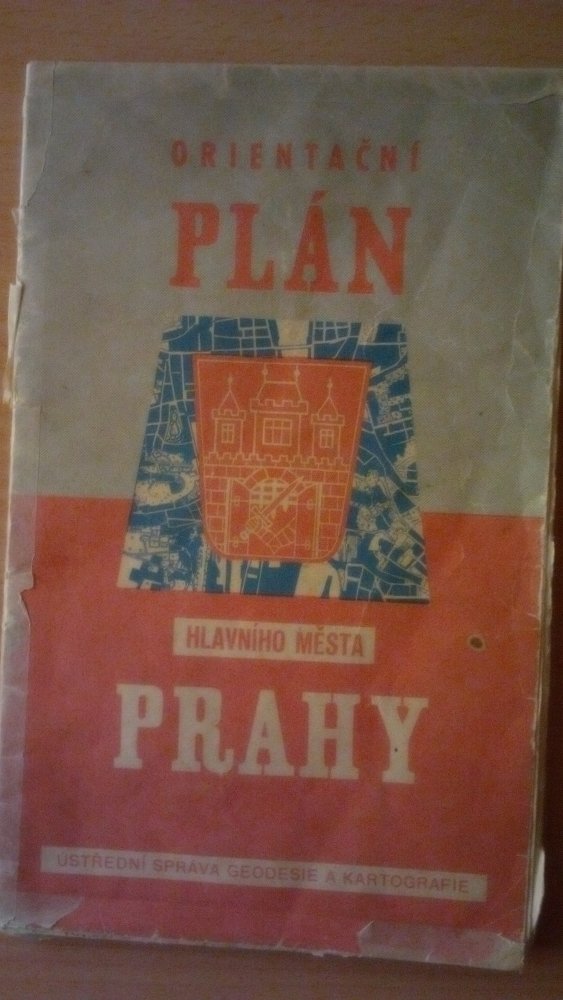 ORIENTAČNÍ
PLÁN
HLAVNÍHO MĚSTA
PRAHY
ÚSTŘEDNÍ SPRÁVA GEODESIE A KARTOGRAFIE